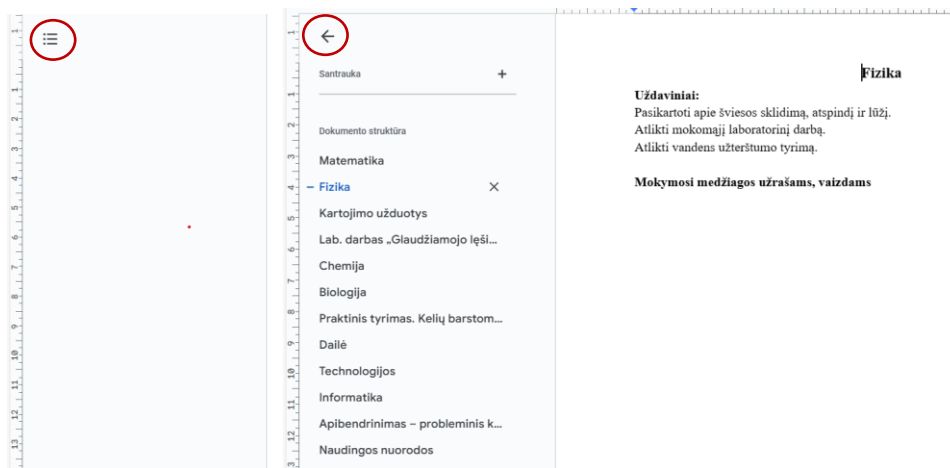 Santrauka
Dokumento struktūra
Matematika
Fizika
Kartojimo užduotys
Lab. darbas „Glaudžiamojo lęši...
Chemija
Biologija
Praktinis tyrimas. Kelių barstom...
Dailė
Technologijos
Informatika
Apibendrinimas – probleminis k...
Naudingos nuorodos
Fizika
Uždaviniai:
Pasikartoti apie šviesos sklidimą, atspindį ir lūžį.
Atlikti mokomąjį laboratorinį darbą.
Atlikti vandens užterštumo tyrimą.
Mokymosi medžiagos užrašams, vaizdams